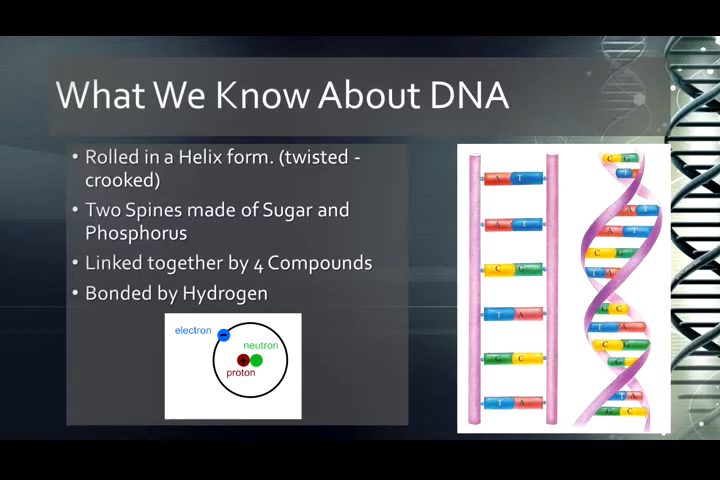 What We Know About DNA
• Rolled in a Helix form. (twisted -
crooked)
• Two Spines made of Sugar and
Phosphorus
• Linked together by 4 Compounds
• Bonded by Hydrogen
electron
-
neutron
+
proton
A T
A T
C G
T A
G C
T A
C G
T
A T
A T
C G
T A
G C
T A
C G
G
T A
G C